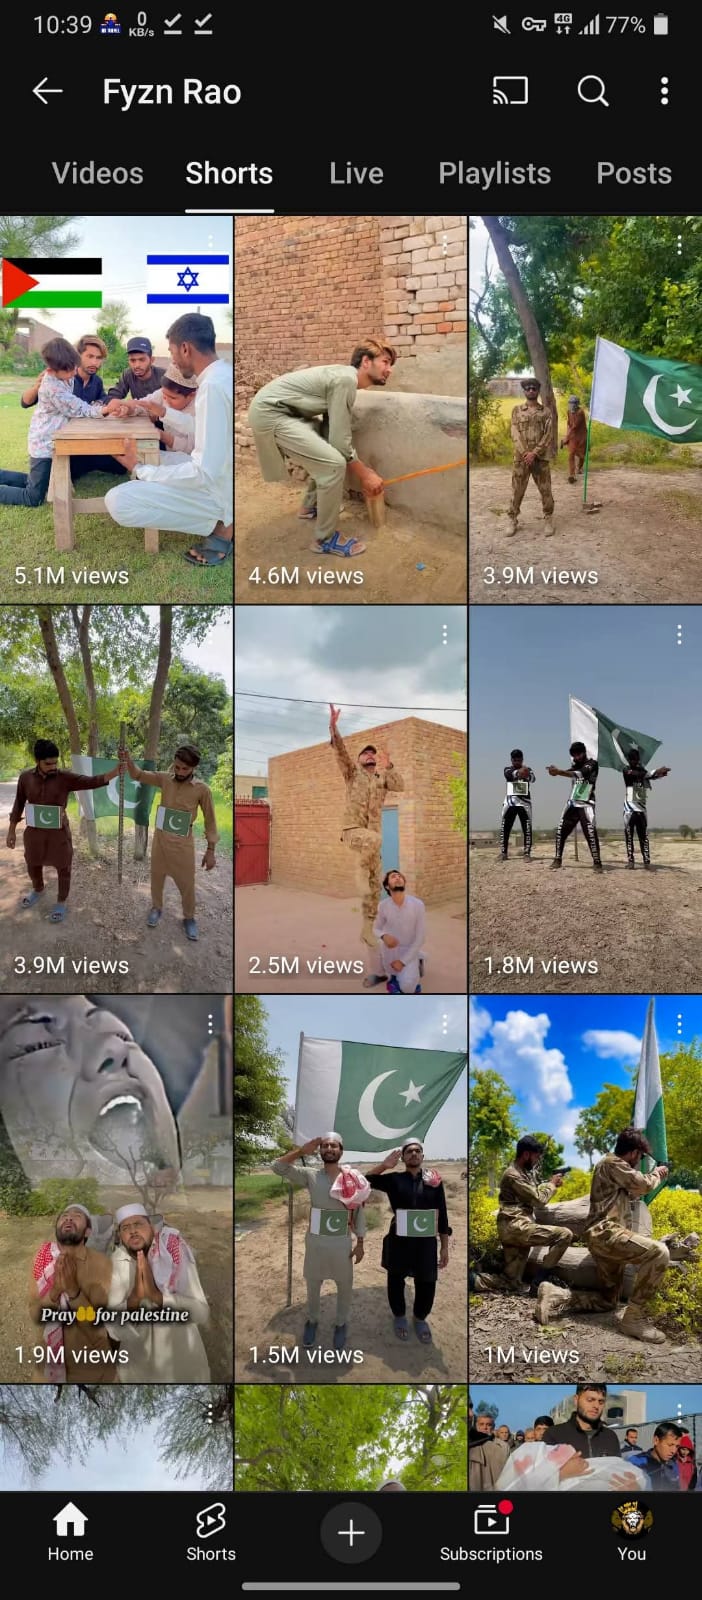 10:39 0 KB/s 4G 77%
Fyzn Rao
Videos Shorts Live Playlists Posts
5.1M views
4.6M views
3.9M views
3.9M views
2.5M views
1.8M views
Pray🤲for palestine
1.9M views
1.5M views
1M views
Home Shorts Subscriptions You